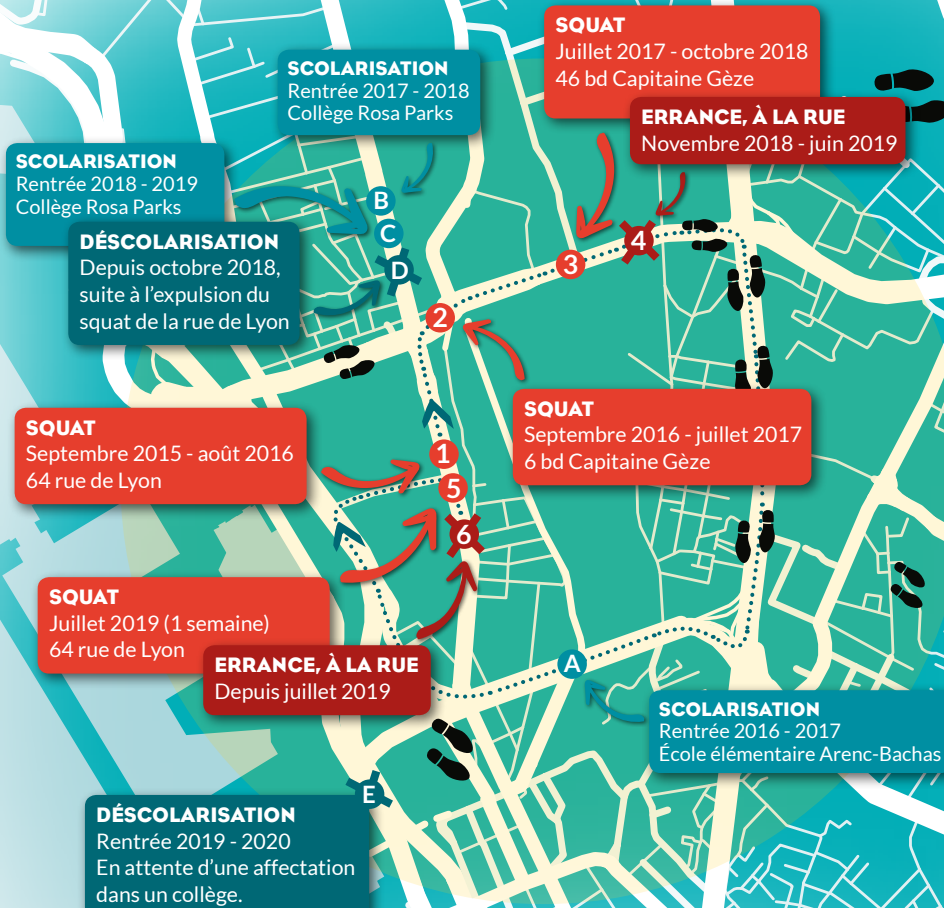 SQUAT
Juillet 2017 - octobre 2018
46 bd Capitaine Gèze
SCOLARISATION
Rentrée 2017 - 2018
Collège Rosa Parks
ERRANCE, À LA RUE
Novembre 2018 - juin 2019
SCOLARISATION
Rentrée 2018 - 2019
Collège Rosa Parks
DÉSCOLARISATION
Depuis octobre 2018,
suite à l'expulsion du
squat de la rue de Lyon
B
C
D
4
3
2
SQUAT
Septembre 2016 - juillet 2017
6 bd Capitaine Gèze
SQUAT
Septembre 2015 - août 2016
64 rue de Lyon
1
5
6
SQUAT
Juillet 2019 (1 semaine)
64 rue de Lyon
ERRANCE, À LA RUE
Depuis juillet 2019
A
SCOLARISATION
Rentrée 2016 - 2017
École élémentaire Arenc-Bachas
E
DÉSCOLARISATION
Rentrée 2019 - 2020
En attente d'une affectation
dans un collège.